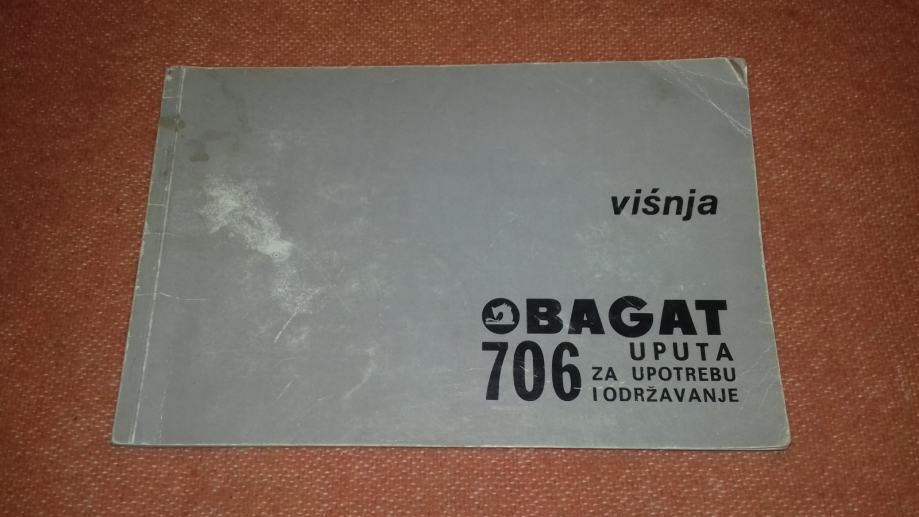 višnja
BAGAT
706 UPUTA
ZA UPOTREBU
I ODRŽAVANJE